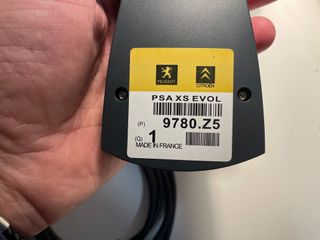 PEUGEOT CITROËN
PSA XS EVOL
(P) 9780.Z5
(Q) 1
MADE IN FRANCE